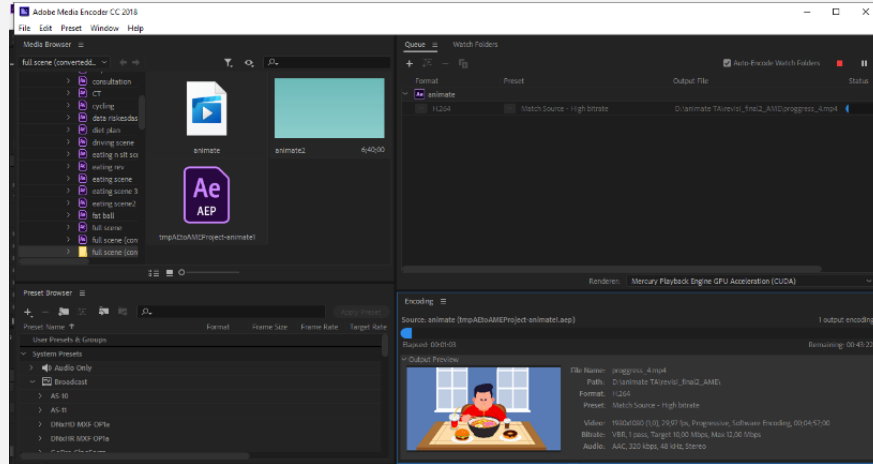 Adobe Media Encoder CC 2018
File Edit Preset Window Help
Media Browser
full scene (convertedd...
consultation
CT
cycling
data riskesdas
diet plan
driving scene
eating n sit sce
eating rev
eating scene
eating scene 3
eating scene2
fat ball
full scene
full scene (con
full scene (con
animate
animate2 6;40;00
Ae
AEP
tmpAEtoAMEProject-animate1
Preset Browser
Apply Preset
Preset Name Format Frame Size Frame Rate Target Rate
User Presets & Groups
System Presets
Audio Only
Broadcast
AS-10
AS-11
DNxHD MXF OP1a
DNxHR MXF OP1a
Queue Watch Folders
Auto-Encode Watch Folders
Format Preset Output File Status
Ae animate
H.264 Match Source - High bitrate D:\animate TA\revisi_final2_AMD\proggress_4.mp4
Renderer: Mercury Playback Engine GPU Acceleration (CUDA)
Encoding
Source: animate (tmpAEtoAMEProject-animate1.aep) 1 output encoding
Elapsed: 00:01:03 Remaining: 00:43:22
Output Preview
File Name: proggress_4.mp4
Path: D:\animate TA\revisi_final2_AMD\
Format: H.264
Preset: Match Source - High bitrate
Video: 1920x1080 (1,0), 29,97 fps, Progressive, Software Encoding, 00;04;57;00
Bitrate: VBR, 1 pass, Target 10,00 Mbps, Max 12,00 Mbps
Audio: AAC, 320 kbps, 48 kHz, Stereo